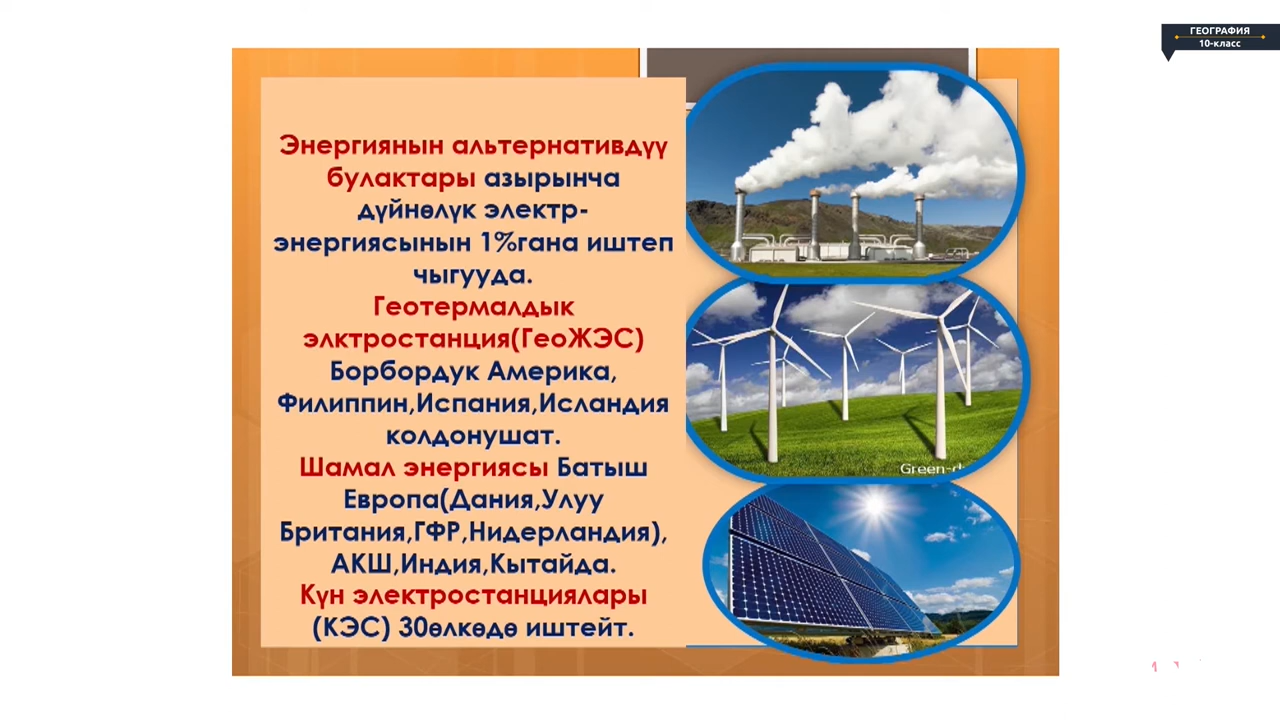 ГЕОГРАФИЯ
10-класс
Энергиянын альтернативдүү
булактары азырынча
дүйнөлүк электр-
энергиясынын 1%гана иштеп
чыгууда.
Геотермалдык
элктростанция(ГеоЖЭС)
Борбордук Америка,
Филиппин,Испания,Исландия
колдонушат.
Шамал энергиясы Батыш
Европа(Дания,Улуу
Британия,ГФР,Нидерландия),
АКШ,Индия,Кытайда.
Күн электростанциялары
(КЭС) 30өлкөдө иштейт.